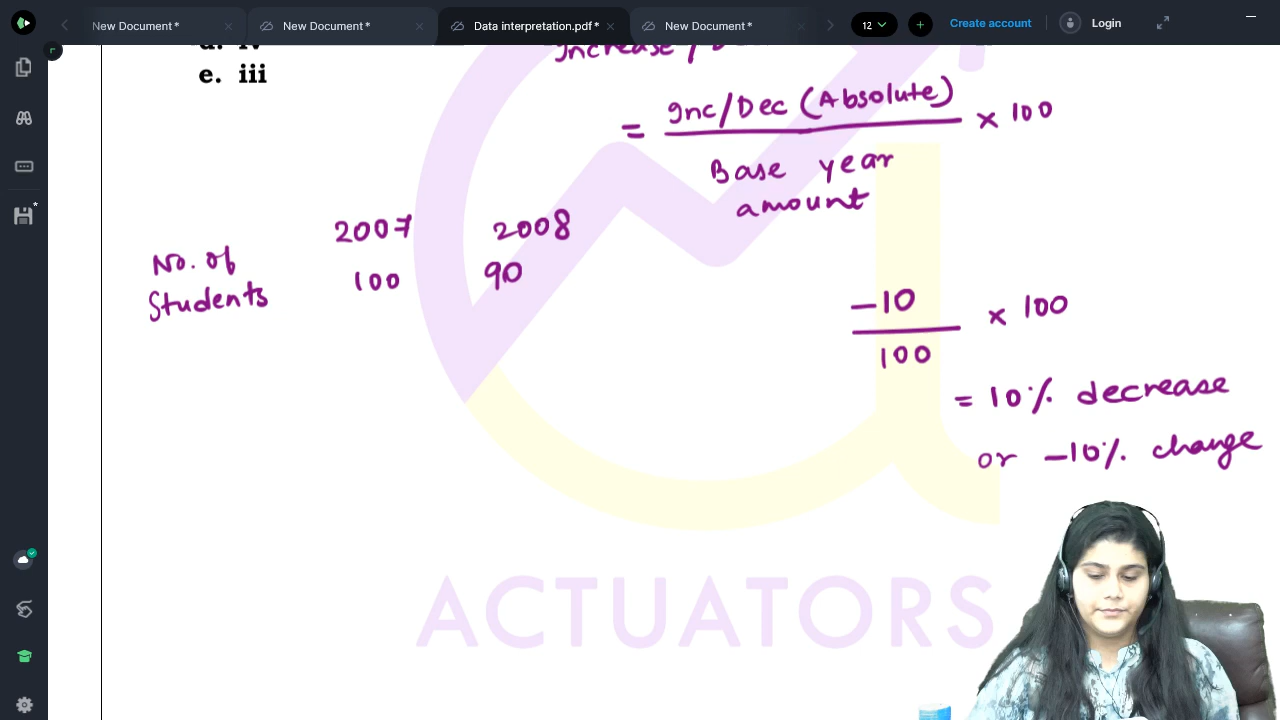 New Document *
New Document *
Data interpretation.pdf *
New Document *
12
Create account
Login
e. iii
Increase /
= Inc/Dec (Absolute) × 100
Base year
amount
2007 2008
No. of
Students 100 90
-10 × 100
100
= 10% decrease
or -10% change
ACTUATORS